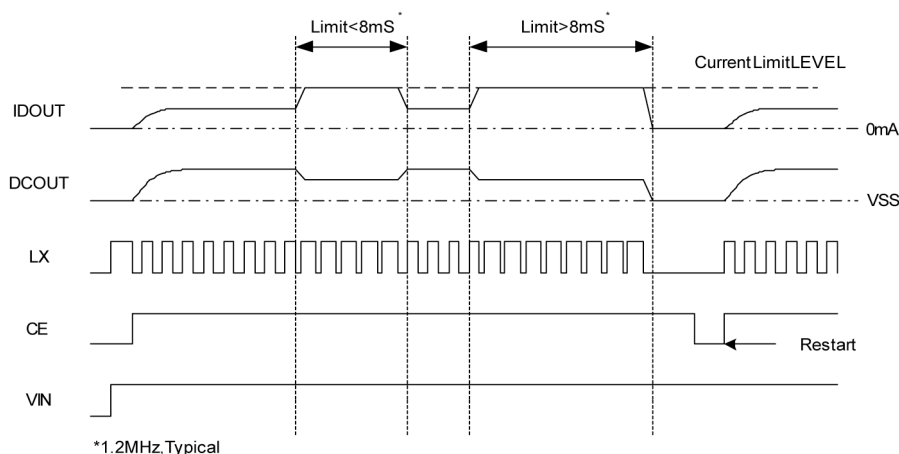 Limit<8mS*
Limit>8mS*
CurrentLimitLEVEL
IDOUT
0mA
DCOUT
VSS
LX
CE
Restart
VIN
*1.2MHz,Typical